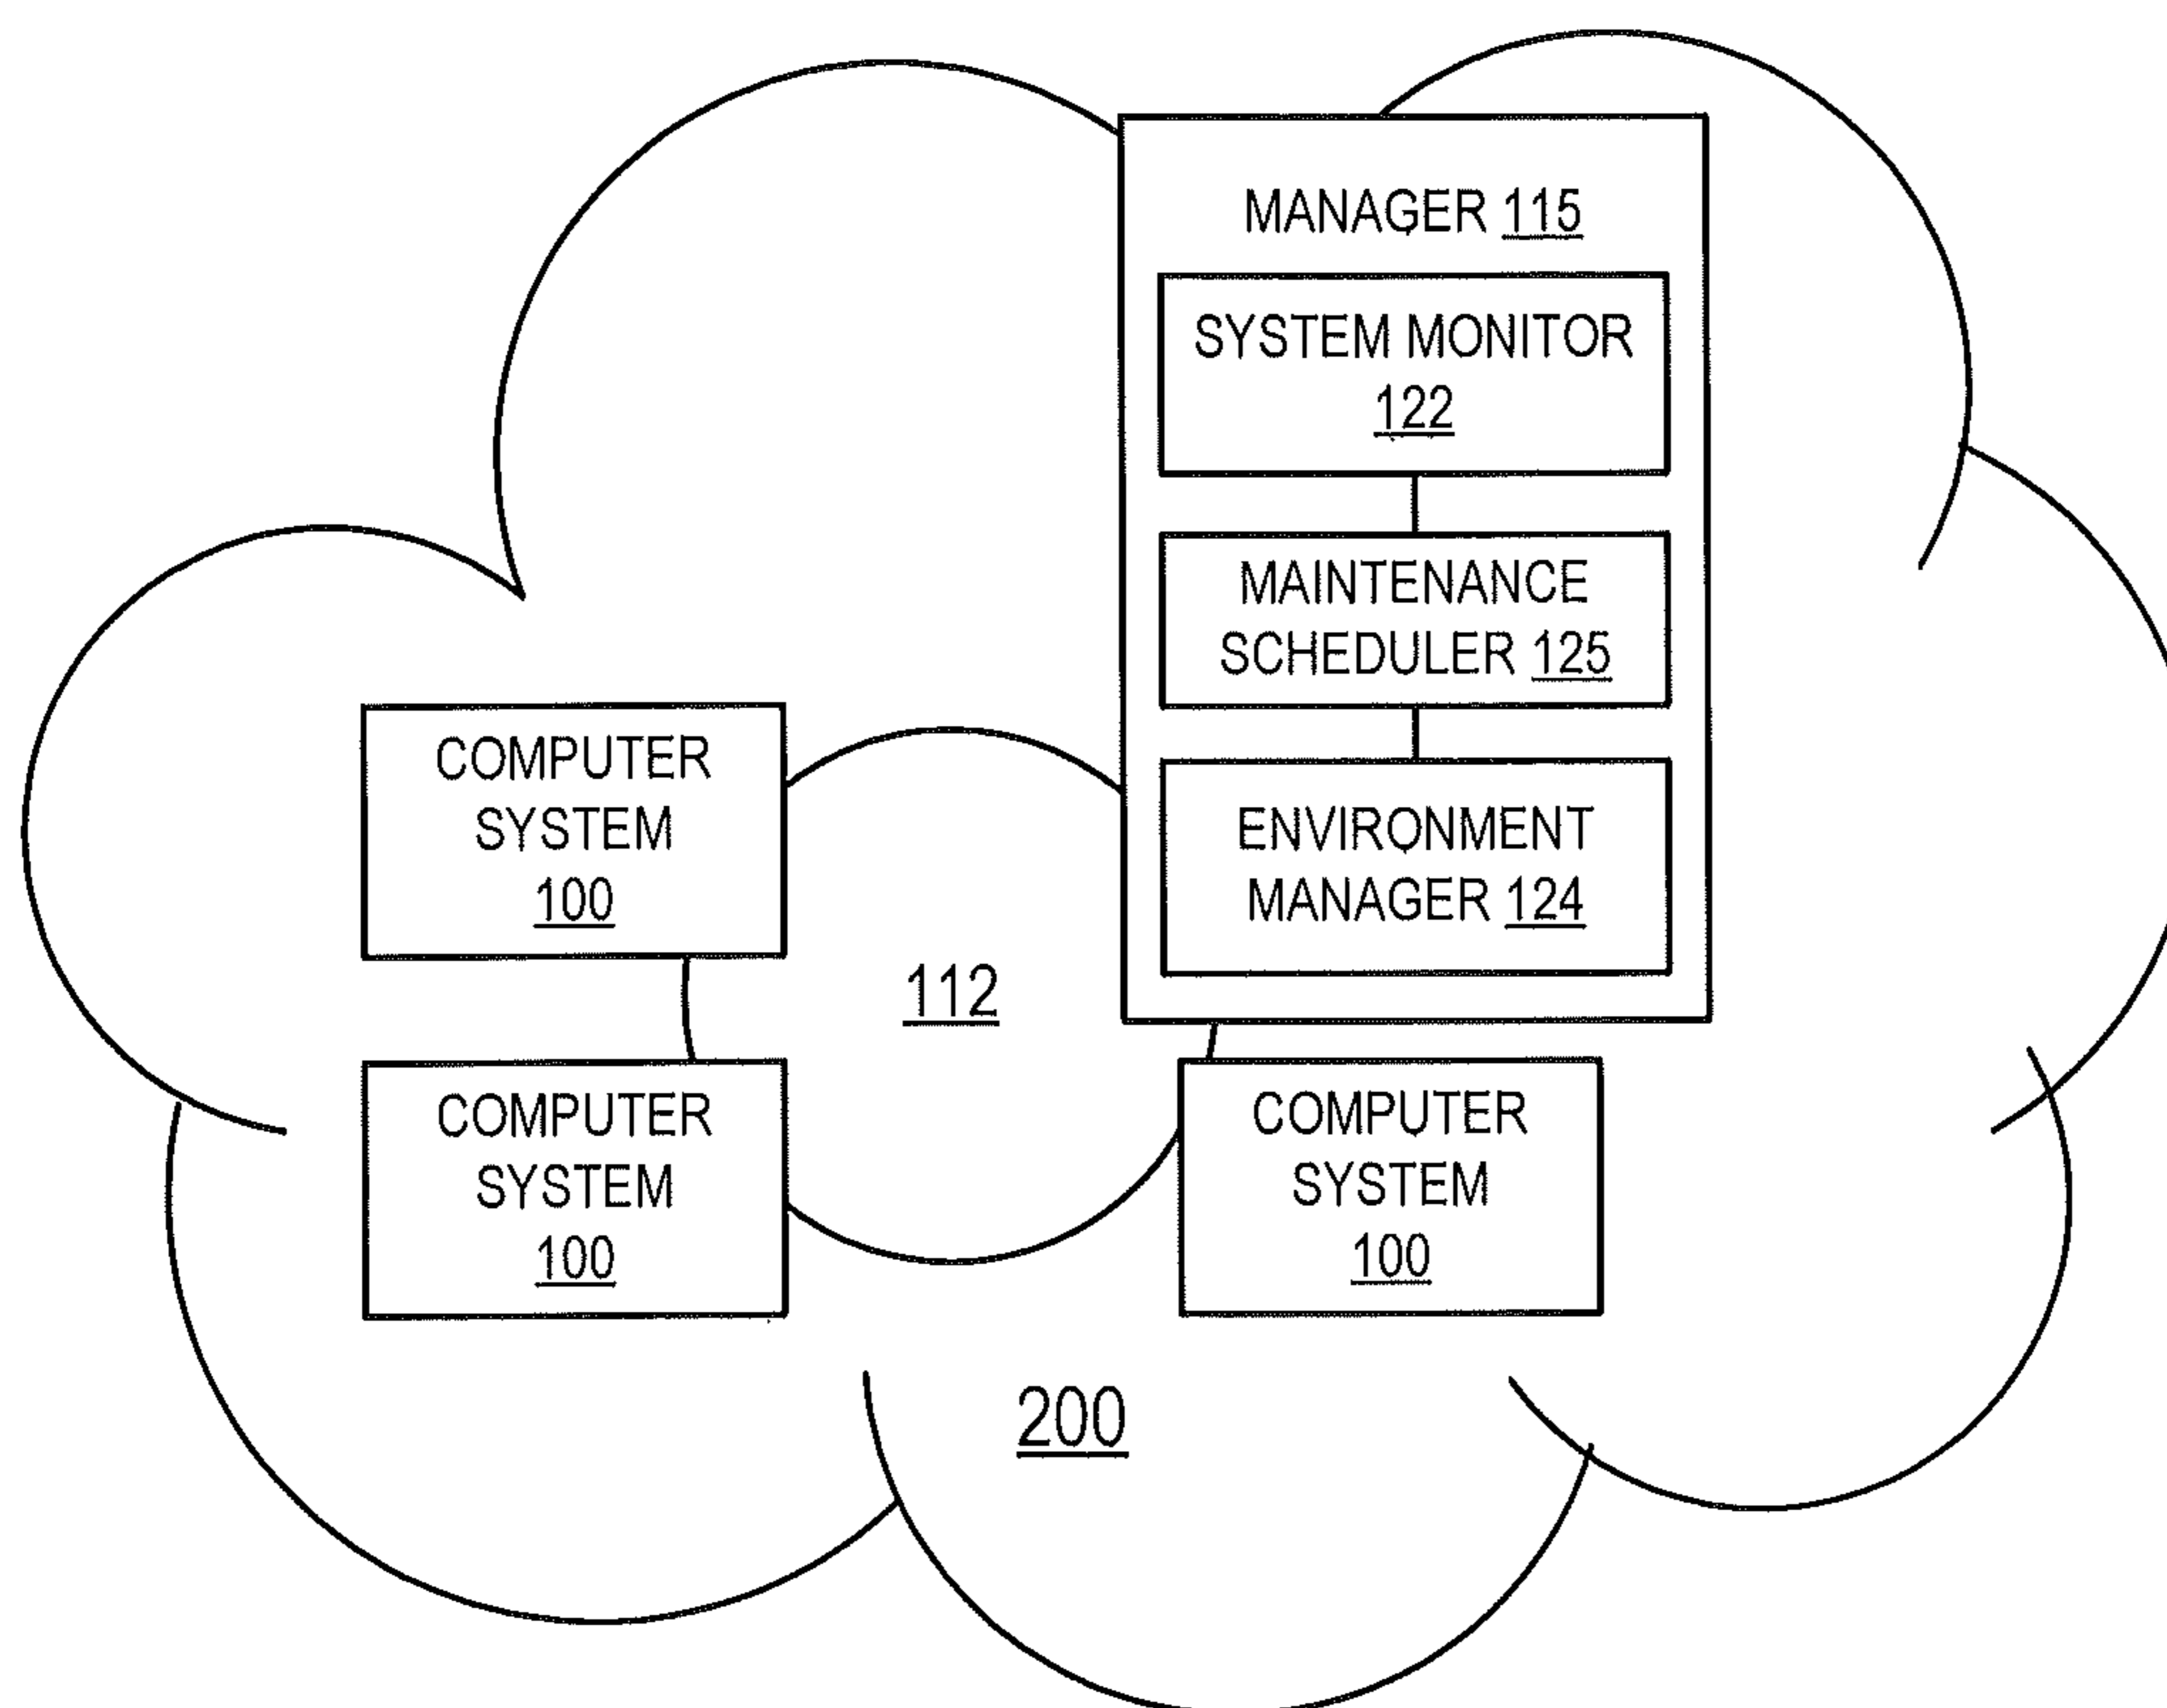 MANAGER 115
SYSTEM MONITOR
122
MAINTENANCE
SCHEDULER 125
ENVIRONMENT
MANAGER 124
COMPUTER
SYSTEM
100
112
COMPUTER
SYSTEM
100
COMPUTER
SYSTEM
100
200